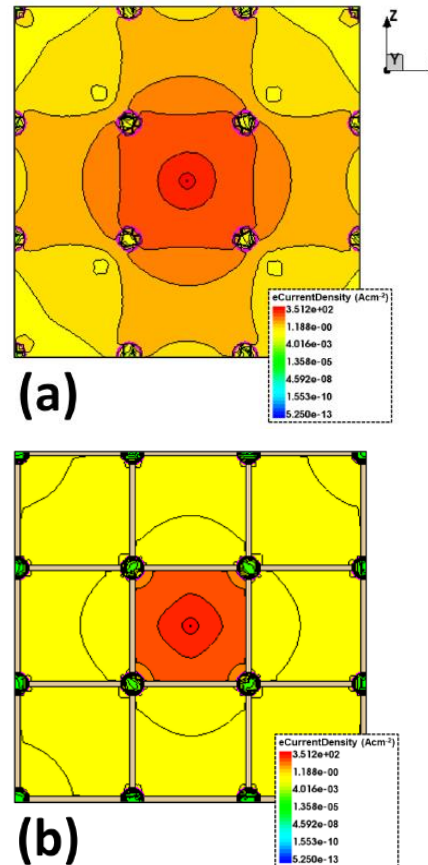 Z
Y
eCurrentDensity (Acm⁻²)
3.512e+02
1.188e-00
4.016e-03
1.358e-05
4.592e-08
1.553e-10
5.250e-13
(a)
eCurrentDensity (Acm⁻²)
3.512e+02
1.188e-00
4.016e-03
1.358e-05
4.592e-08
1.553e-10
5.250e-13
(b)